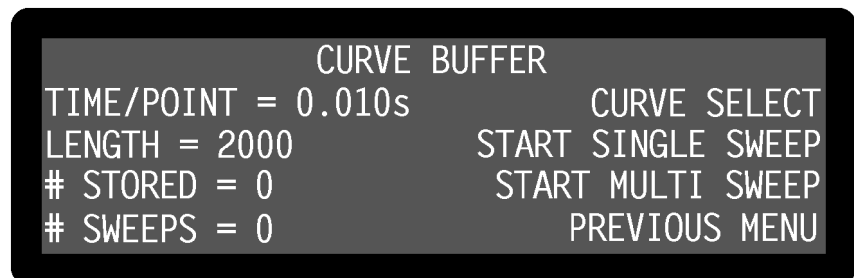 CURVE BUFFER
TIME/POINT = 0.010s CURVE SELECT
LENGTH = 2000 START SINGLE SWEEP
# STORED = 0 START MULTI SWEEP
# SWEEPS = 0 PREVIOUS MENU